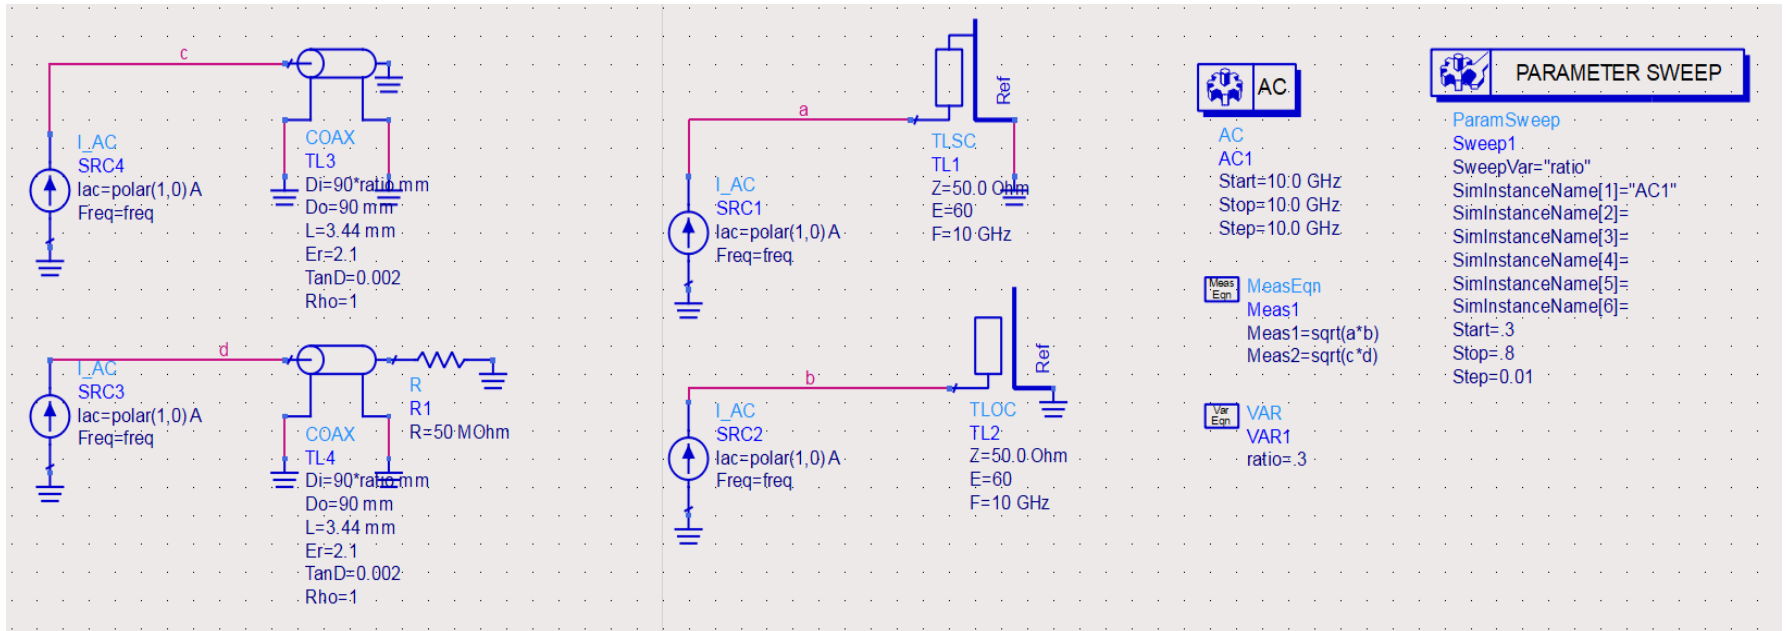 c
I_AC
SRC4
Iac=polar(1,0) A
Freq=freq
COAX
TL3
Di=90*ratio mm
Do=90 mm
L=3.44 mm
Er=2.1
TanD=0.002
Rho=1
d
I_AC
SRC3
Iac=polar(1,0) A
Freq=freq
COAX
TL4
Di=90*ratio mm
Do=90 mm
L=3.44 mm
Er=2.1
TanD=0.002
Rho=1
R
R1
R=50 MOhm
a
I_AC
SRC1
Iac=polar(1,0) A
Freq=freq
Ref
TLSC
TL1
Z=50.0 Ohm
E=60
F=10 GHz
b
I_AC
SRC2
Iac=polar(1,0) A
Freq=freq
Ref
TLOC
TL2
Z=50.0 Ohm
E=60
F=10 GHz
AC
AC
AC1
Start=10.0 GHz
Stop=10.0 GHz
Step=10.0 GHz
Meas
Eqn
MeasEqn
Meas1
Meas1=sqrt(a*b)
Meas2=sqrt(c*d)
Var
Eqn
VAR
VAR1
ratio=.3
PARAMETER SWEEP
ParamSweep
Sweep1
SweepVar="ratio"
SimInstanceName[1]="AC1"
SimInstanceName[2]=
SimInstanceName[3]=
SimInstanceName[4]=
SimInstanceName[5]=
SimInstanceName[6]=
Start=.3
Stop=.8
Step=0.01